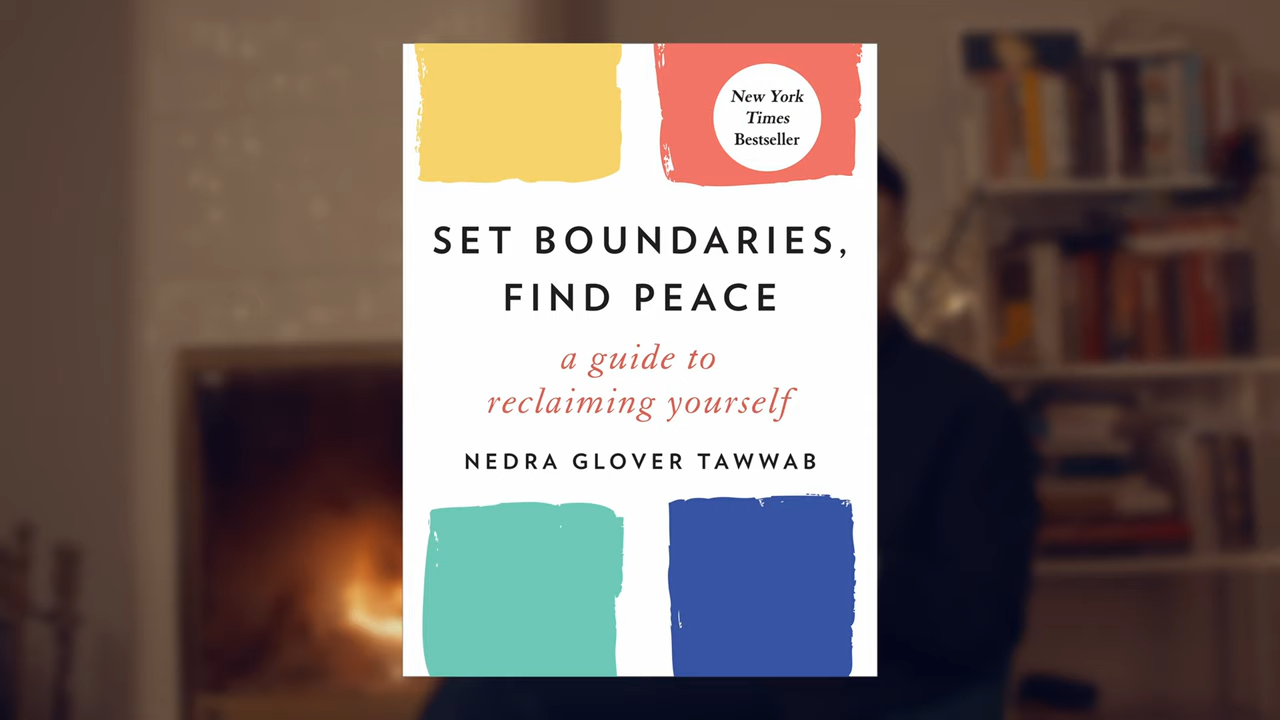 New York
Times
Bestseller
SET BOUNDARIES,
FIND PEACE
a guide to
reclaiming yourself
NEDRA GLOVER TAWWAB